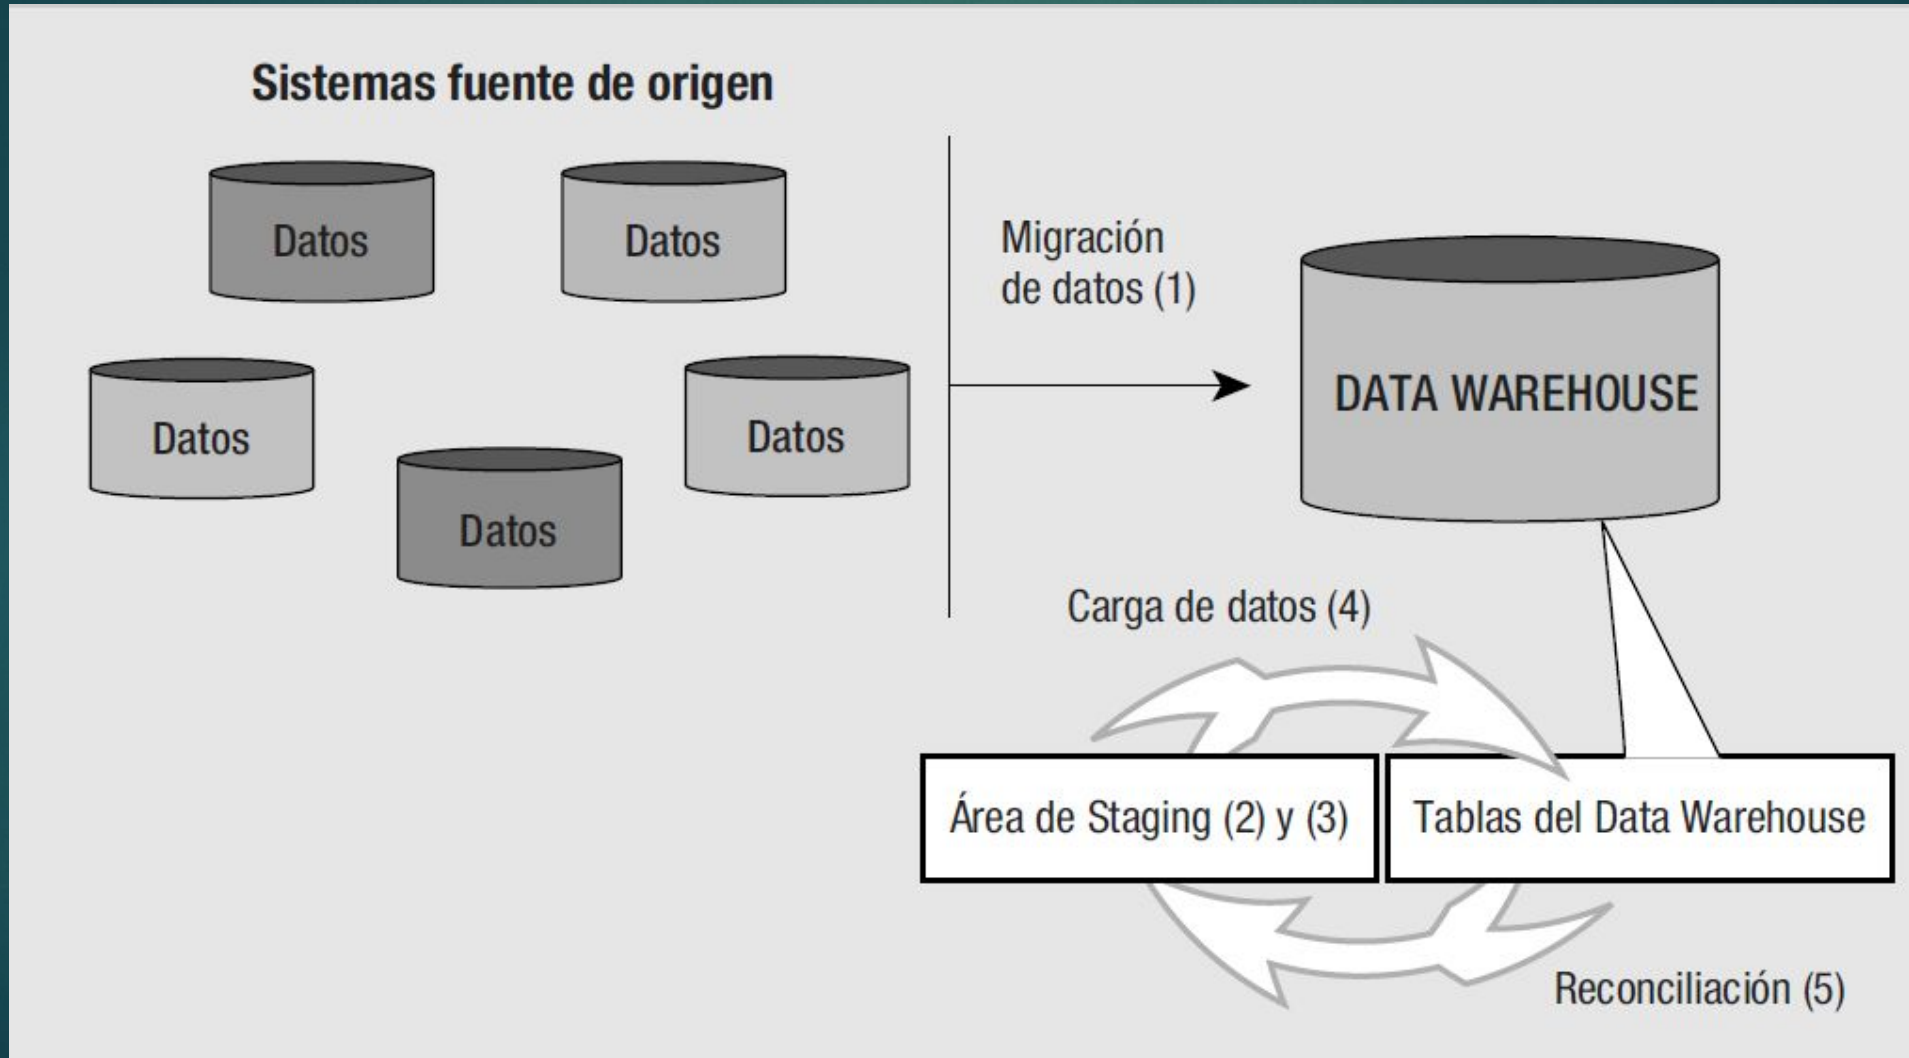 Sistemas fuente de origen
Datos
Datos
Datos
Datos
Datos
Migración
de datos (1)
DATA WAREHOUSE
Carga de datos (4)
Área de Staging (2) y (3)
Tablas del Data Warehouse
Reconciliación (5)